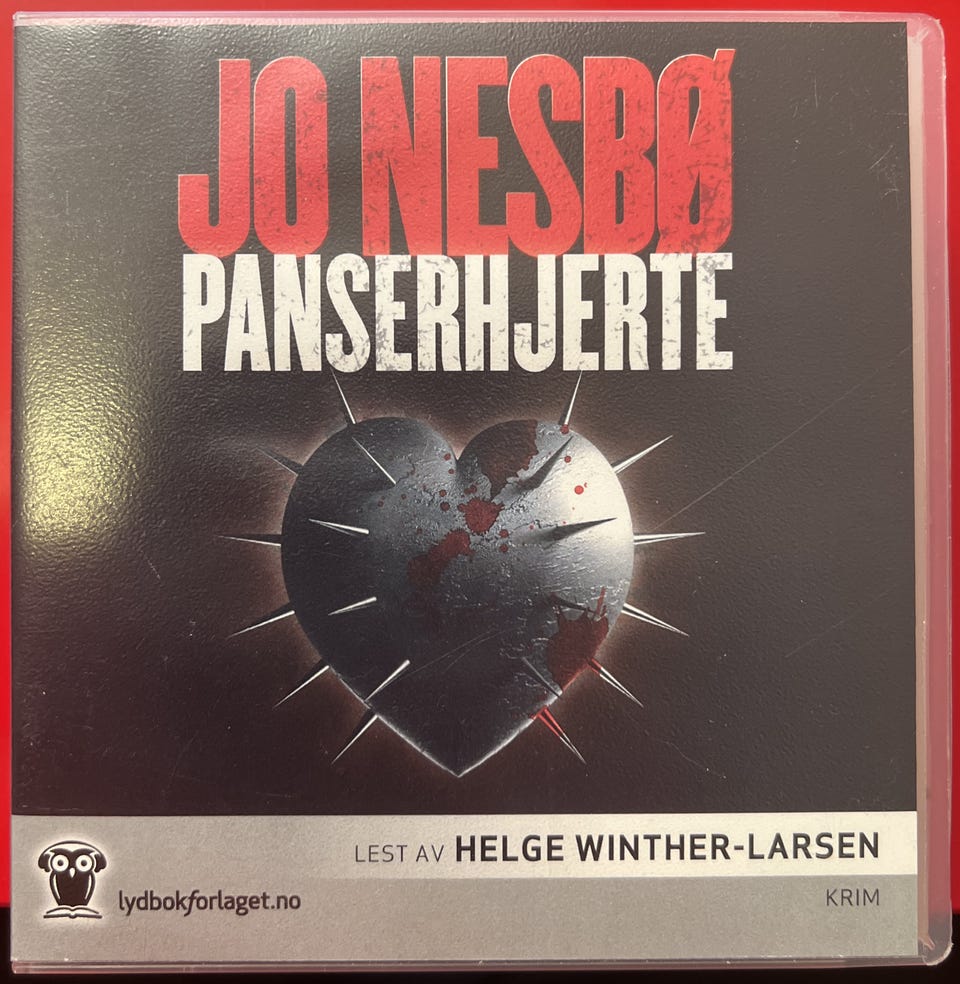 JO NESBØ
PANSERHJERTE
LEST AV HELGE WINTHER-LARSEN
lydbokforlaget.no
KRIM